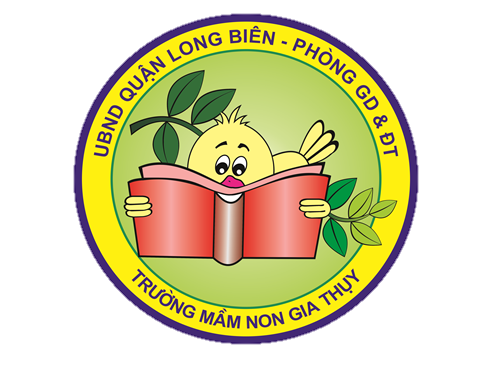 UBND QUẬN LONG BIÊN - PHÒNG GD & ĐT
TRƯỜNG MẦM NON GIA THỤY